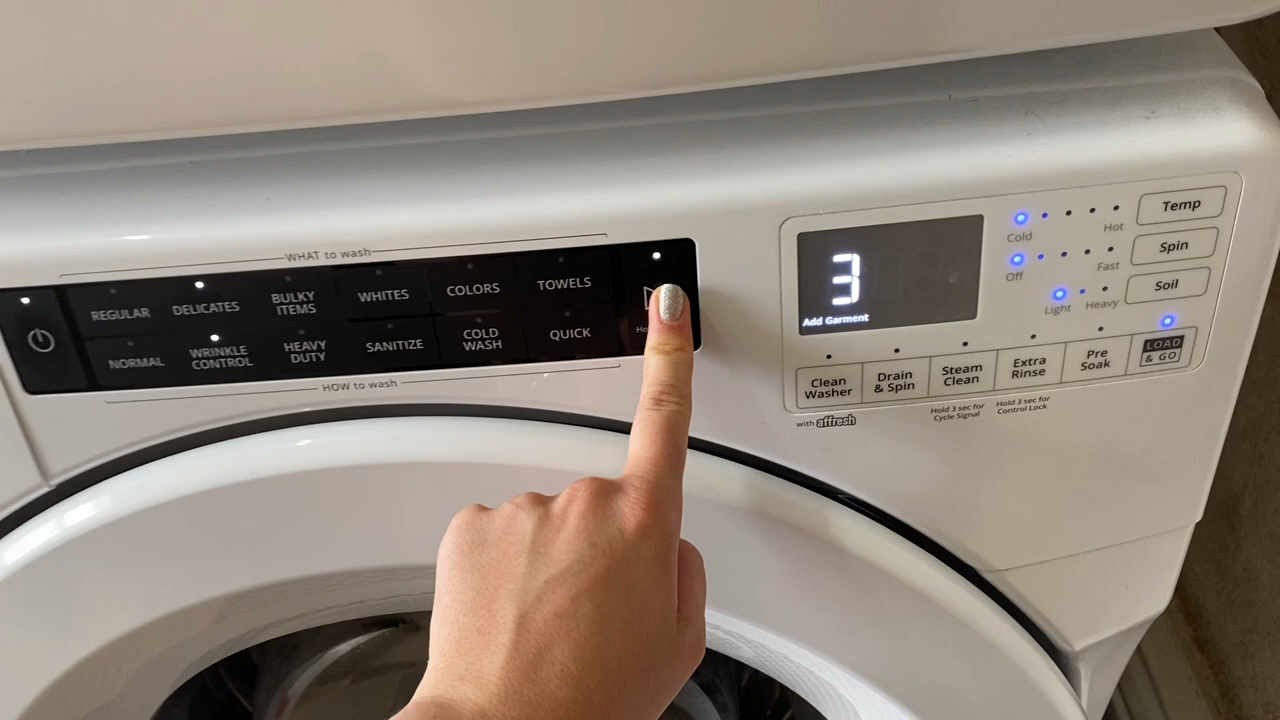 WHAT to wash
REGULAR
DELICATES
BULKY
ITEMS
WHITES
COLORS
TOWELS
NORMAL
WRINKLE
CONTROL
HEAVY
DUTY
SANITIZE
COLD
WASH
QUICK
HOW to wash
3
Add Garment
Cold
Hot
Temp
Off
Fast
Spin
Light
Heavy
Soil
Clean
Washer
Drain
& Spin
Steam
Clean
Extra
Rinse
Pre
Soak
LOAD
& GO
with affresh
Hold 3 sec for
Cycle Signal
Hold 3 sec for
Control Lock